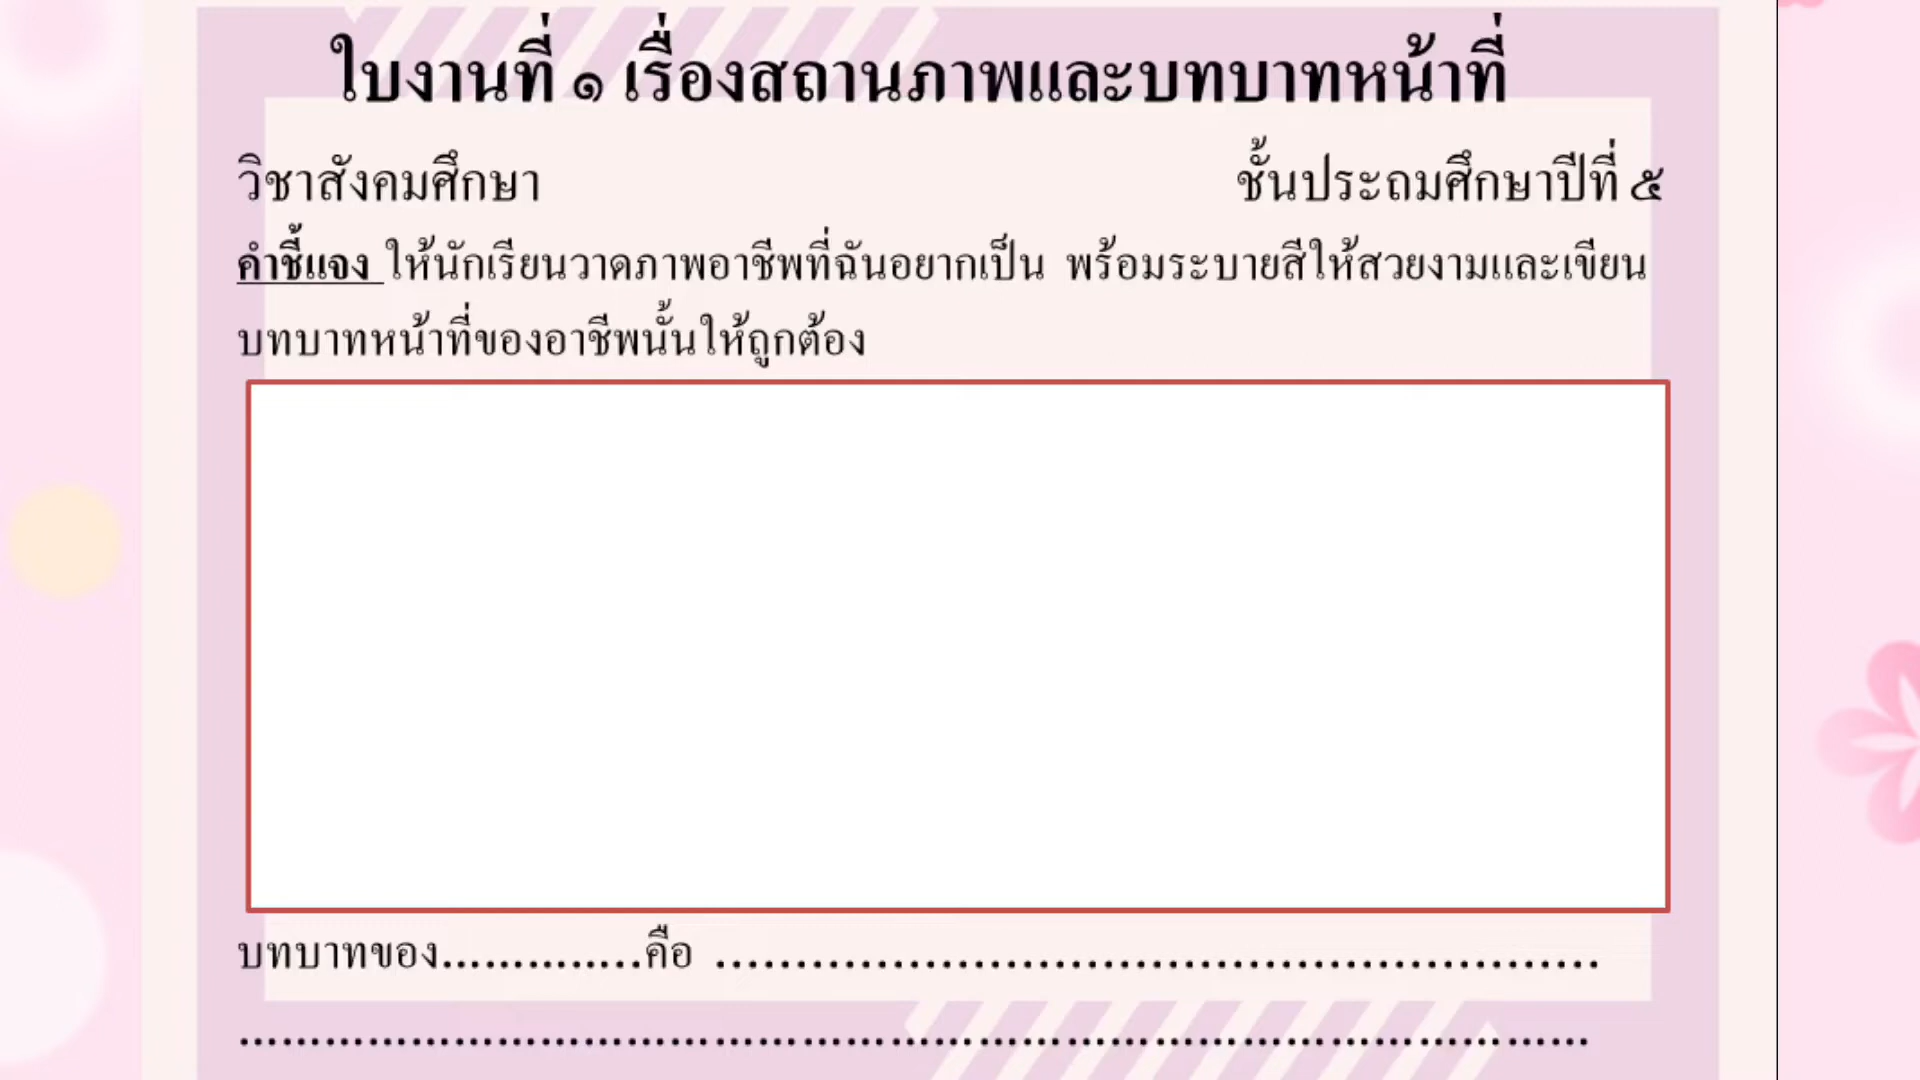 ใบงานที่ ๑ เรื่องสถานภาพและบทบาทหน้าที่
วิชาสังคมศึกษา ชั้นประถมศึกษาปีที่ ๕
คำชี้แจง ให้นักเรียนวาดภาพอาชีพที่ฉันอยากเป็น พร้อมระบายสีให้สวยงามและเขียน
บทบาทหน้าที่ของอาชีพนั้นให้ถูกต้อง
บทบาทของ..............คือ .......................................................
...............................................................................................